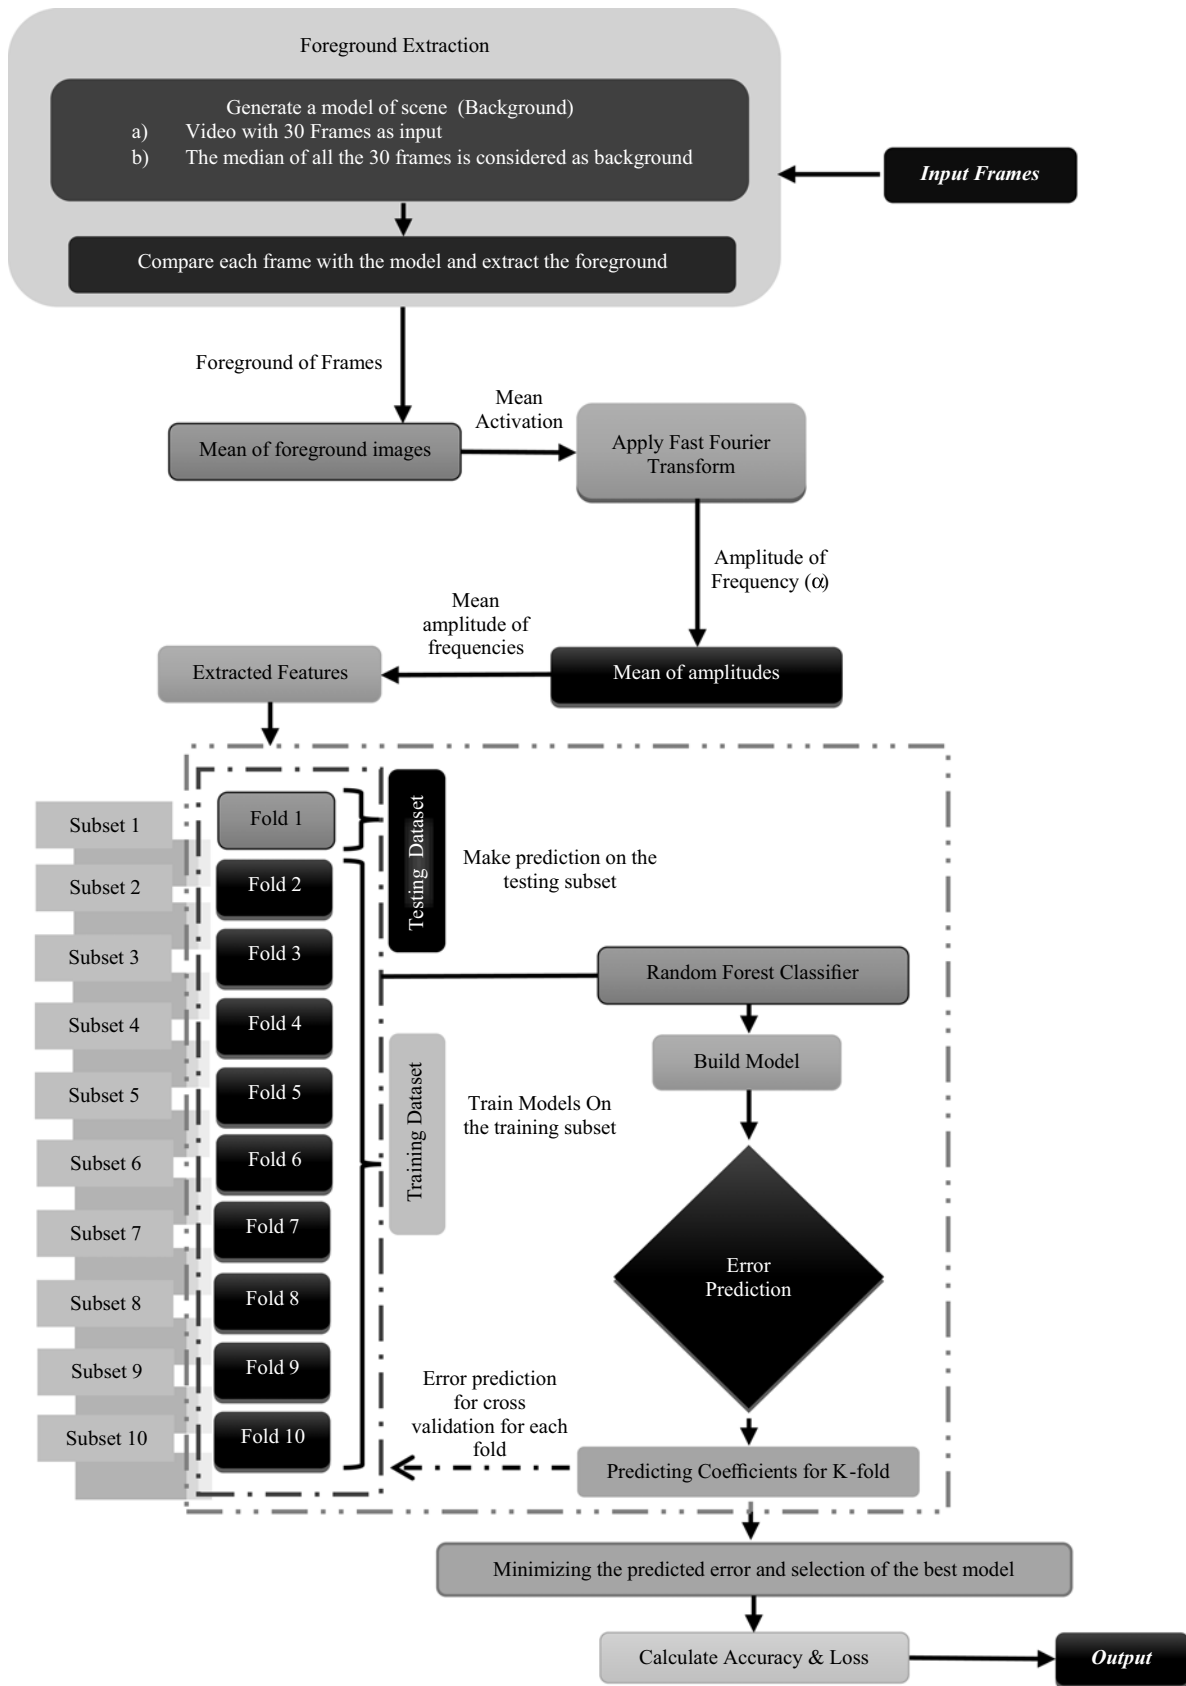 Foreground Extraction
Generate a model of scene (Background)
a) Video with 30 Frames as input
b) The median of all the 30 frames is considered as background
Input Frames
Compare each frame with the model and extract the foreground
Foreground of Frames
Mean
Activation
Mean of foreground images
Apply Fast Fourier
Transform
Amplitude of
Frequency (α)
Mean
amplitude of
frequencies
Extracted Features
Mean of amplitudes
Subset 1
Subset 2
Subset 3
Subset 4
Subset 5
Subset 6
Subset 7
Subset 8
Subset 9
Subset 10
Fold 1
Fold 2
Fold 3
Fold 4
Fold 5
Fold 6
Fold 7
Fold 8
Fold 9
Fold 10
Testing Dataset
Training Dataset
Make prediction on the
testing subset
Random Forest Classifier
Build Model
Train Models On
the training subset
Error
Prediction
Error prediction
for cross
validation for each
fold
Predicting Coefficients for K-fold
Minimizing the predicted error and selection of the best model
Calculate Accuracy & Loss
Output